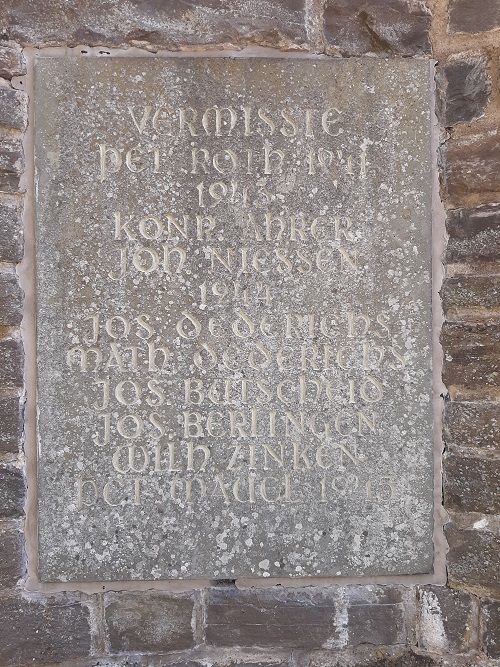 VERMISSTE
PET. ROTH 1941
1943
KONR. AHRER
JOH NIESSEN
1944
JOS DEDERICHS
MATH DEDERICHS
JOS BUTSCHEID
JOS BERLINGEN
WILH ZINKEN
PET MAUEL 1945